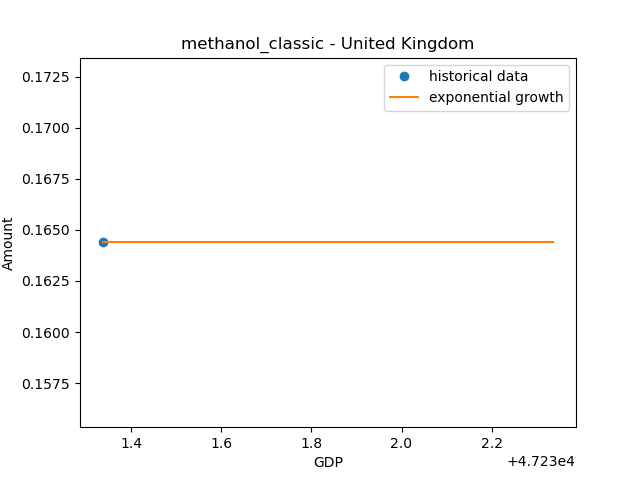 methanol_classic - United Kingdom
historical data
exponential growth
0.1725
0.1700
0.1675
0.1650
0.1625
0.1600
0.1575
Amount
1.4
1.6
1.8
2.0
2.2
GDP
+4.723e4